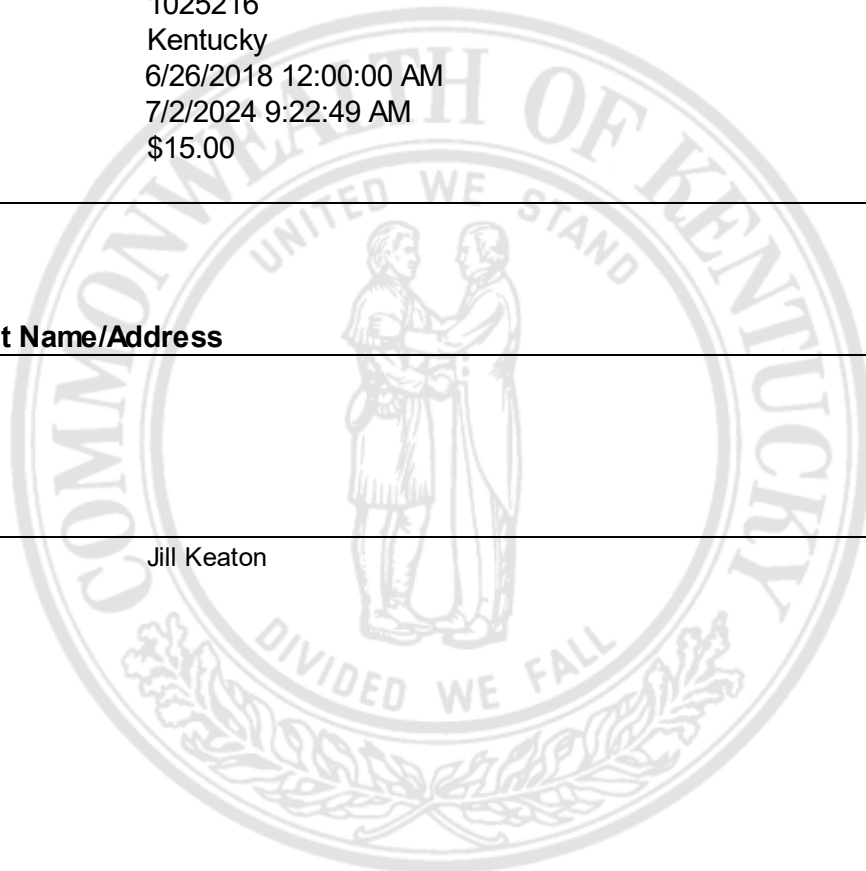 1025216
Kentucky
6/26/2018 12:00:00 AM
7/2/2024 9:22:49 AM
$15.00
t Name/Address
Jill Keaton
COMMONWEALTH OF KENTUCKY
UNITED WE STAND
DIVIDED WE FALL